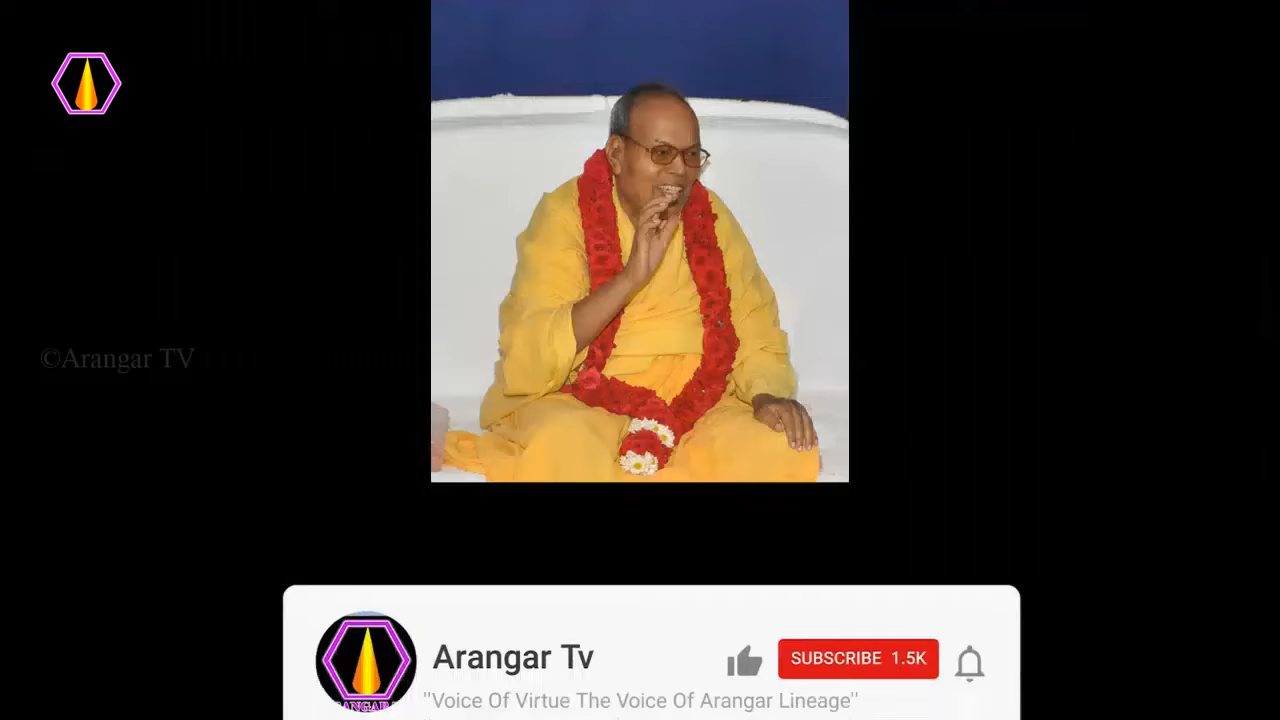 ©Arangar TV
Arangar Tv
SUBSCRIBE 1.5K
"Voice Of Virtue The Voice Of Arangar Lineage"